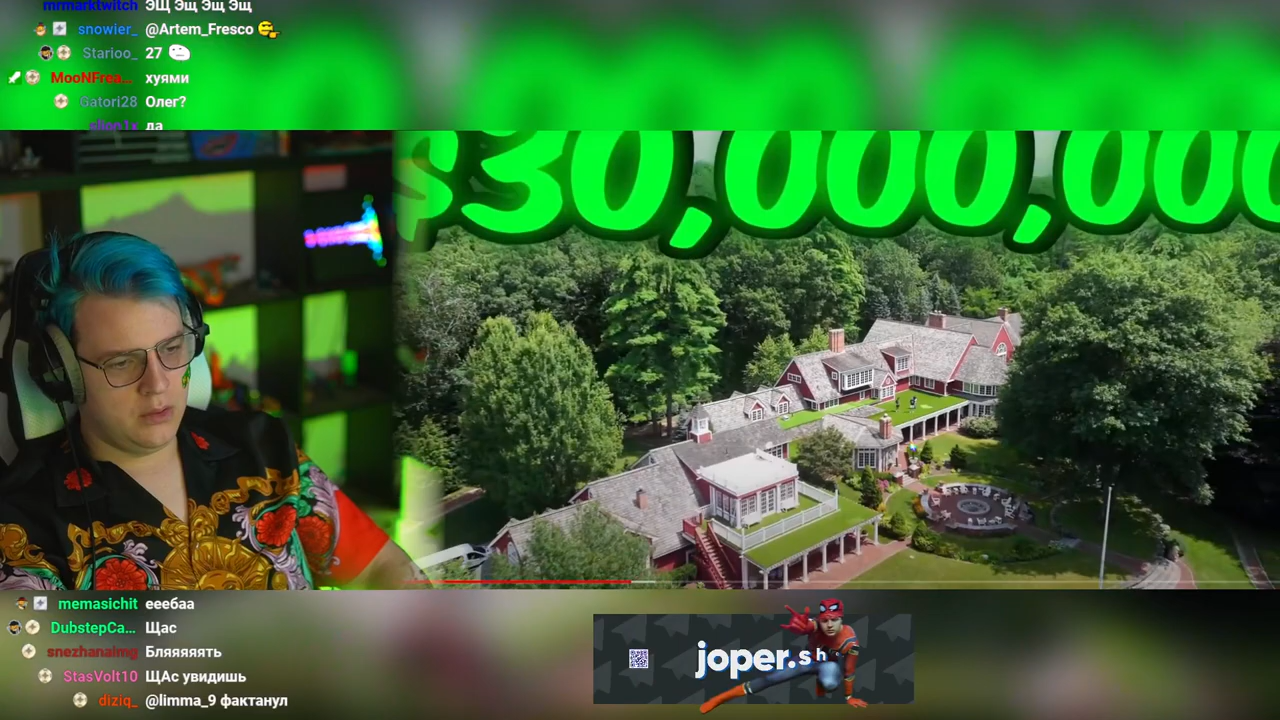 mrmarktwitch ЭЩ Эщ Эщ Эщ
snowier_ @Artem_Fresco
Starioo_ 27
MooNFrea... хуями
Gatori28 Олег?
да
$30,000,000
memasichit ееебаа
DubstepCa... Щас
snezhanaimg Бляяяяять
StasVolt10 ЩАс увидишь
diziq_ @limma_9 фактанул
joper.sh